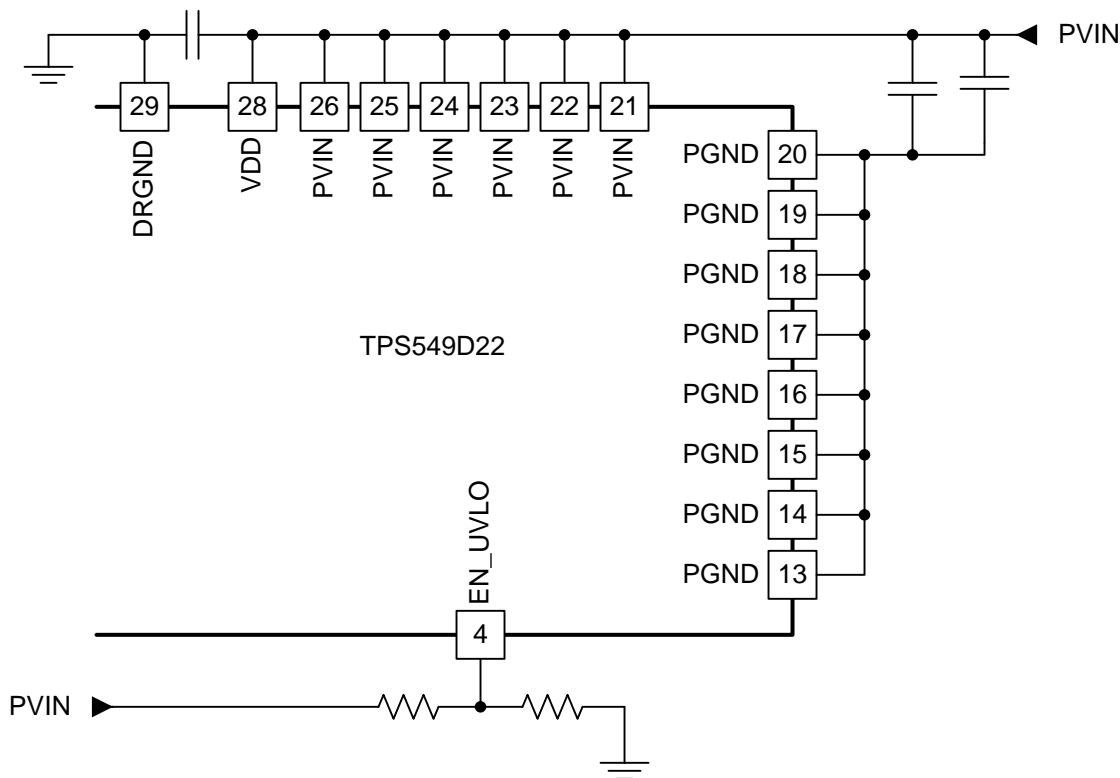 PVIN
29
28
26
25
24
23
22
21
DRGND
VDD
PVIN
PVIN
PVIN
PVIN
PVIN
PVIN
PGND 20
PGND 19
PGND 18
PGND 17
TPS549D22
PGND 16
PGND 15
PGND 14
PGND 13
EN_UVLO
4
PVIN